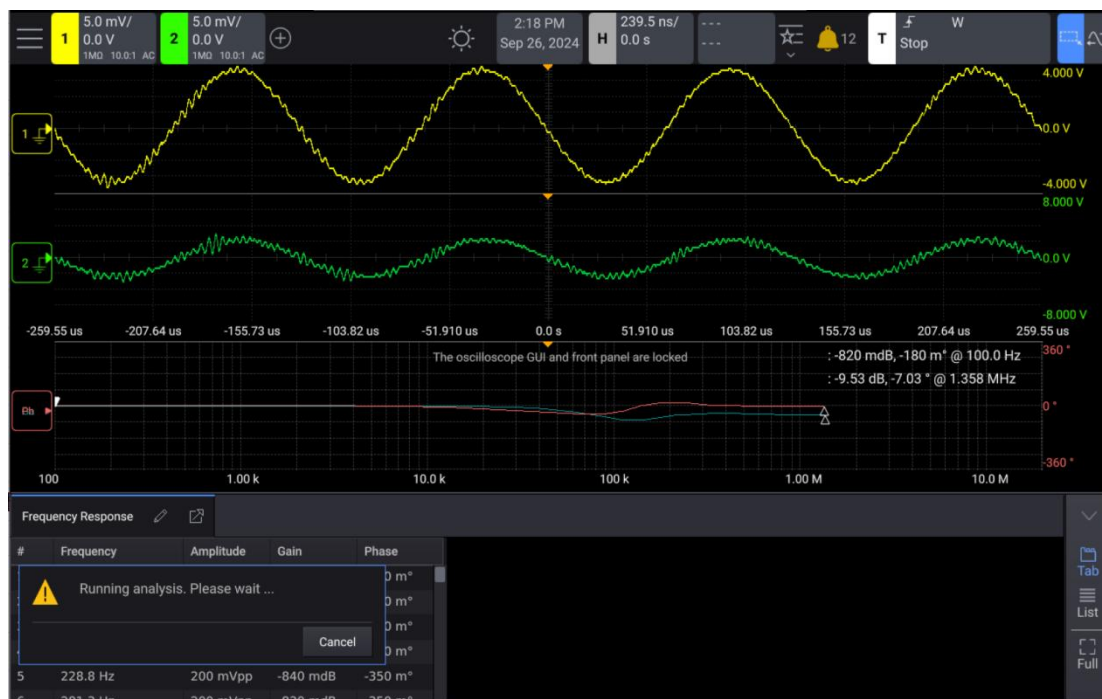 1 5.0 mV/ 0.0 V 1MΩ 10.0:1 AC
2 5.0 mV/ 0.0 V 1MΩ 10.0:1 AC
2:18 PM
Sep 26, 2024
H 239.5 ns/ 0.0 s
---
---
12
T W Stop
4.000 V
1 0.0 V
-4.000 V
8.000 V
2 0.0 V
-8.000 V
-259.55 us -207.64 us -155.73 us -103.82 us -51.910 us 0.0 s 51.910 us 103.82 us 155.73 us 207.64 us 259.55 us
The oscilloscope GUI and front panel are locked
: -820 mdB, -180 m° @ 100.0 Hz
: -9.53 dB, -7.03 ° @ 1.358 MHz
360 °
Ph 0 °
-360 °
100 1.00 k 10.0 k 100 k 1.00 M 10.0 M
Frequency Response
# Frequency Amplitude Gain Phase
0 m°
Running analysis. Please wait ...
0 m°
0 m°
Cancel
0 m°
5 228.8 Hz 200 mVpp -840 mdB -350 m°
Tab
List
Full